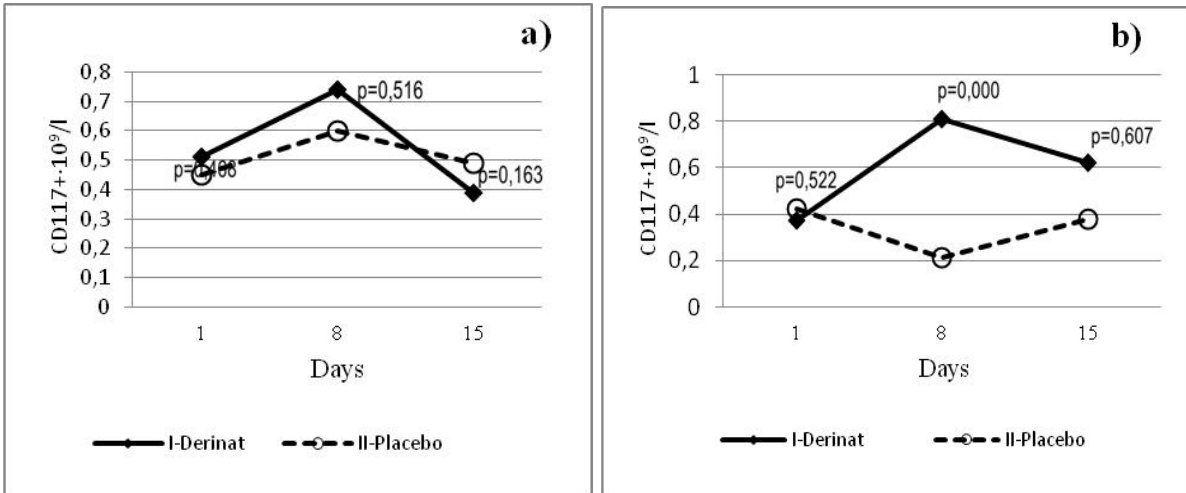 a)
CD117+·10⁹/l
0,8
0,7
0,6
0,5
0,4
0,3
0,2
0,1
0
p=0,516
p=0,163
1 8 15
Days
I-Derinat II-Placebo
b)
CD117+·10⁹/l
1
0,8
0,6
0,4
0,2
0
p=0,000
p=0,607
p=0,522
1 8 15
Days
I-Derinat II-Placebo